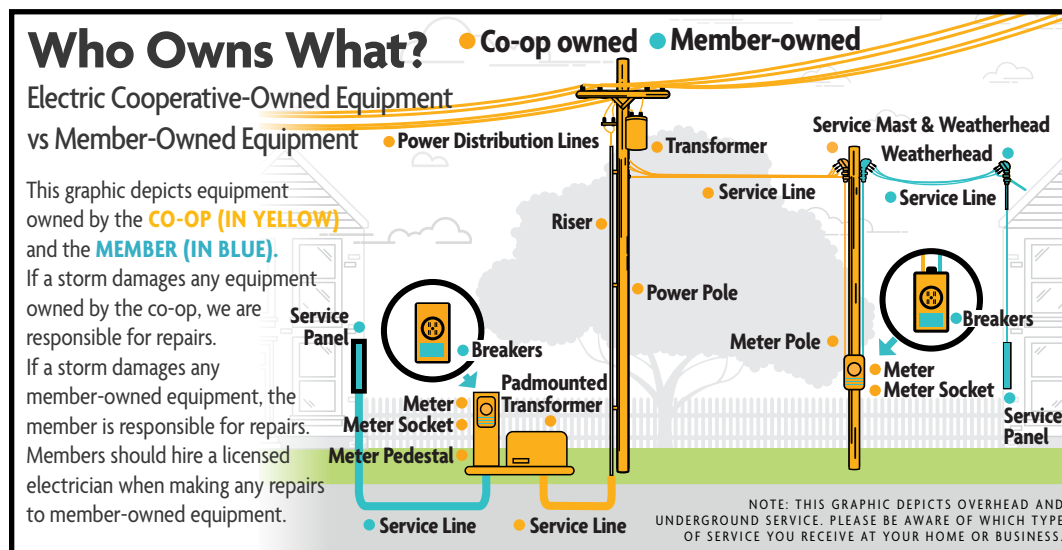 Who Owns What?
Co-op owned
Member-owned
Electric Cooperative-Owned Equipment
vs Member-Owned Equipment
This graphic depicts equipment
owned by the CO-OP (IN YELLOW)
and the MEMBER (IN BLUE).
If a storm damages any equipment
owned by the co-op, we are
responsible for repairs.
If a storm damages any
member-owned equipment, the
member is responsible for repairs.
Members should hire a licensed
electrician when making any repairs
to member-owned equipment.
Power Distribution Lines
Transformer
Service Mast & Weatherhead
Weatherhead
Service Line
Service Line
Riser
Power Pole
Service
Panel
Breakers
Meter Pole
Breakers
Meter
Meter Socket
Padmounted
Transformer
Meter
Meter Socket
Meter Pedestal
Service
Panel
Service Line
Service Line
NOTE: THIS GRAPHIC DEPICTS OVERHEAD AND
UNDERGROUND SERVICE. PLEASE BE AWARE OF WHICH TYPE
OF SERVICE YOU RECEIVE AT YOUR HOME OR BUSINESS